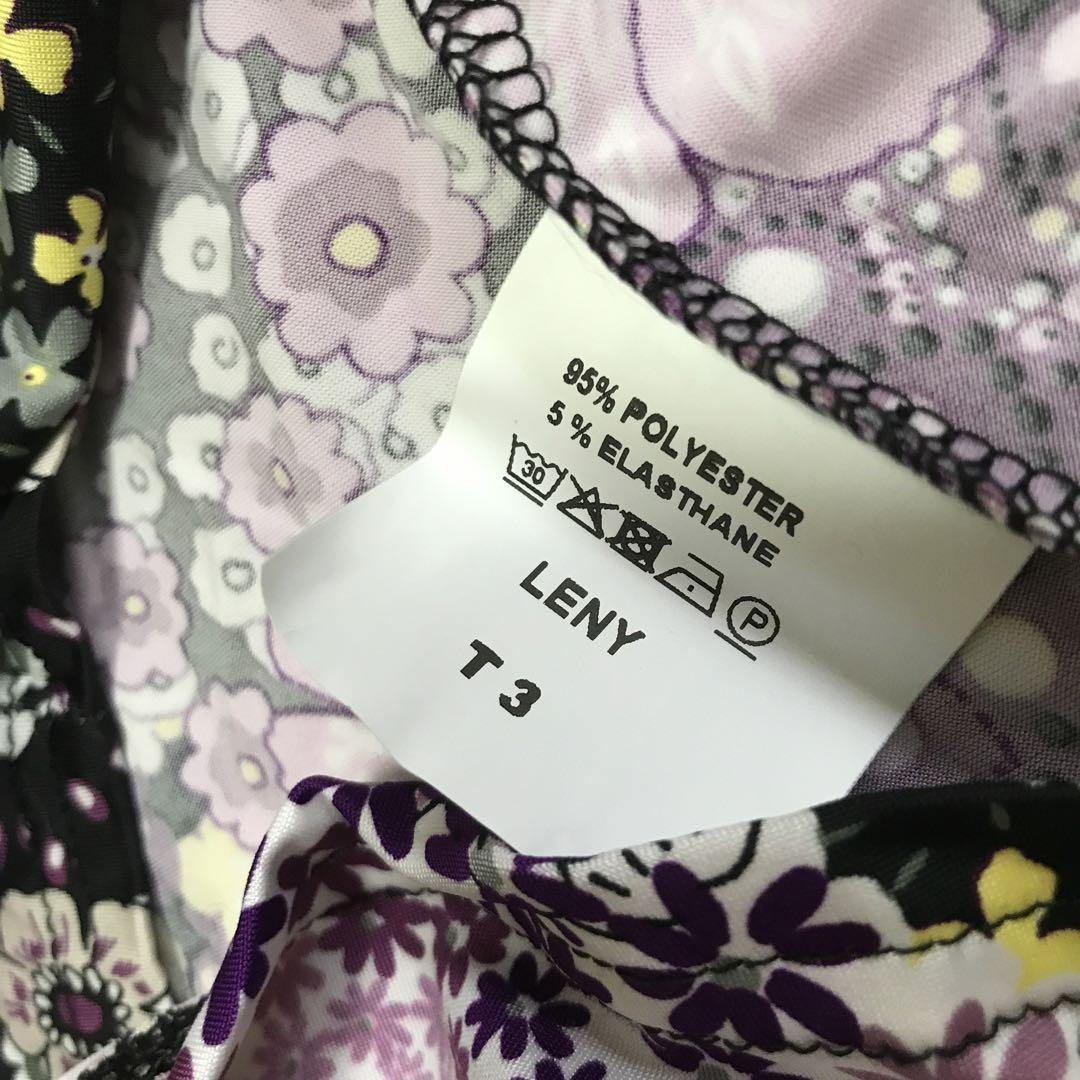 95% POLYESTER
5% ELASTHANE
30 P
LENY
T 3